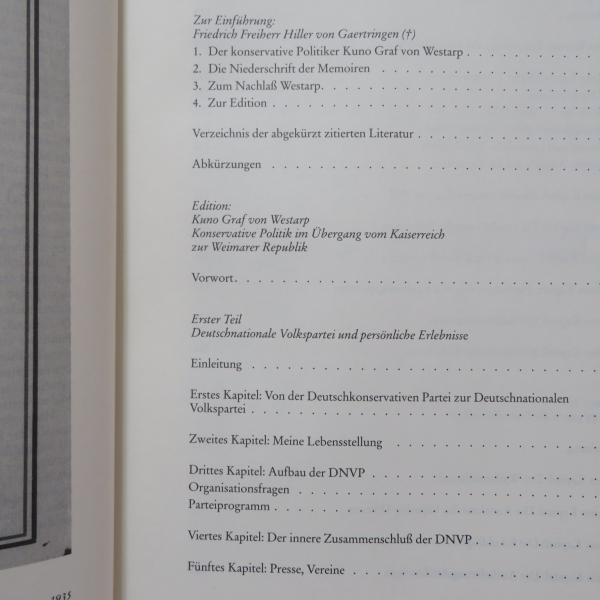 Zur Einführung:
Friedrich Freiherr Hiller von Gaertringen (†)
1. Der konservative Politiker Kuno Graf von Westarp
2. Die Niederschrift der Memoiren
3. Zum Nachlaß Westarp.
4. Zur Edition
Verzeichnis der abgekürzt zitierten Literatur
Abkürzungen
Edition:
Kuno Graf von Westarp
Konservative Politik im Übergang vom Kaiserreich
zur Weimarer Republik
Vorwort.
Erster Teil
Deutschnationale Volkspartei und persönliche Erlebnisse
Einleitung
Erstes Kapitel: Von der Deutschkonservativen Partei zur Deutschnationalen
Volkspartei
Zweites Kapitel: Meine Lebensstellung
Drittes Kapitel: Aufbau der DNVP
Organisationsfragen
Parteiprogramm
Viertes Kapitel: Der innere Zusammenschluß der DNVP
Fünftes Kapitel: Presse, Vereine
1935